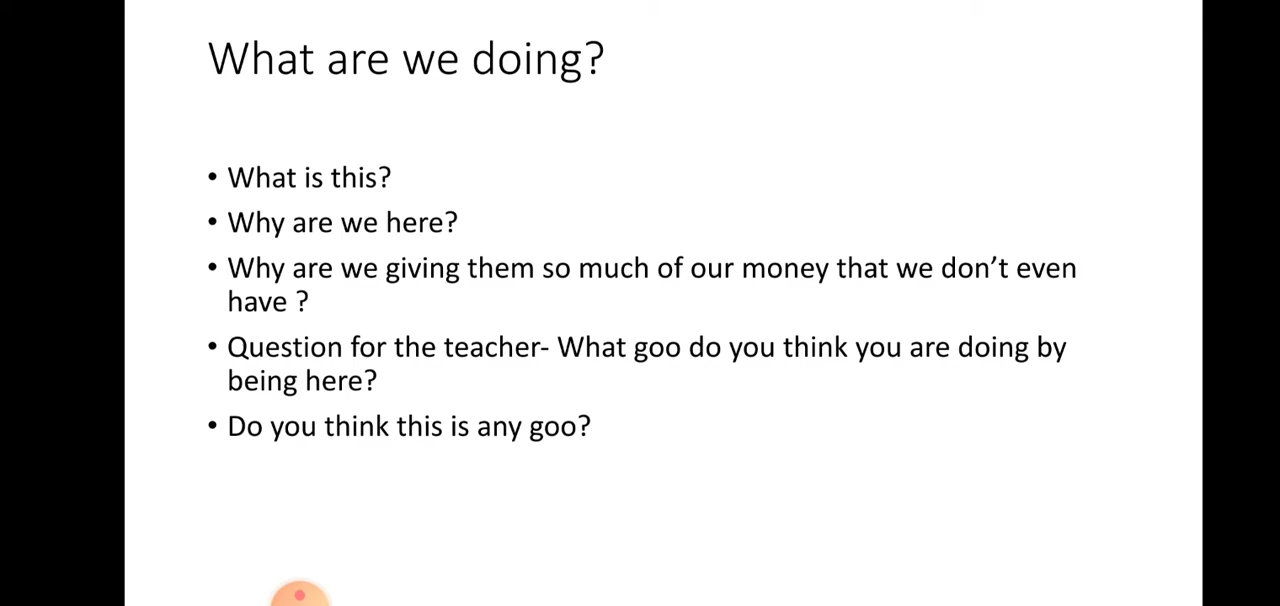 What are we doing?
• What is this?
• Why are we here?
• Why are we giving them so much of our money that we don’t even
have ?
• Question for the teacher- What goo do you think you are doing by
being here?
• Do you think this is any goo?